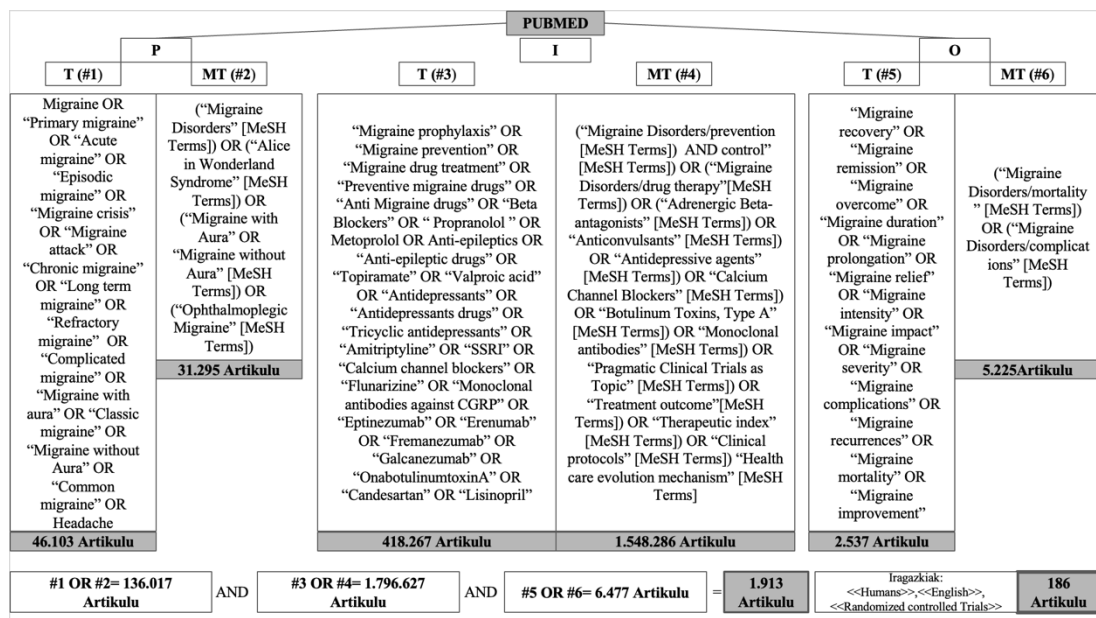 PUBMED
P
I
O
T (#1)
MT (#2)
T (#3)
MT (#4)
T (#5)
MT (#6)
Migraine OR
“Primary migraine”
OR “Acute
migraine” OR
“Episodic
migraine” OR
“Migraine crisis”
OR “Migraine
attack” OR
“Chronic migraine”
OR “Long term
migraine” OR
“Refractory
migraine” OR
“Complicated
migraine” OR
“Migraine with
aura” OR “Classic
migraine” OR
“Migraine without
Aura” OR
“Common
migraine” OR
Headache
46.103 Artikulu
(“Migraine
Disorders” [MeSH
Terms]) OR (“Alice
in Wonderland
Syndrome” [MeSH
Terms]) OR
(“Migraine with
Aura” OR
“Migraine without
Aura” [MeSH
Terms]) OR
(“Ophthalmoplegic
Migraine” [MeSH
Terms])
31.295 Artikulu
“Migraine prophylaxis” OR
“Migraine prevention” OR
“Migraine drug treatment” OR
“Preventive migraine drugs” OR
“Anti Migraine drugs” OR “Beta
Blockers” OR “ Propranolol ” OR
Metoprolol OR Anti-epileptics OR
“Anti-epileptic drugs” OR
“Topiramate” OR “Valproic acid”
OR “Antidepressants” OR
“Antidepressants drugs” OR
“Tricyclic antidepressants” OR
“Amitriptyline” OR “SSRI” OR
“Calcium channel blockers” OR
“Flunarizine” OR “Monoclonal
antibodies against CGRP” OR
“Eptinezumab” OR “Erenumab”
OR “Fremanezumab” OR
“Galcanezumab” OR
“OnabotulinumtoxinA” OR
“Candesartan” OR “Lisinopril”
418.267 Artikulu
(“Migraine Disorders/prevention
[MeSH Terms]) AND control”
[MeSH Terms]) OR (“Migraine
Disorders/drug therapy”[MeSH
Terms]) OR (“Adrenergic Beta-
antagonists” [MeSH Terms]) OR
“Anticonvulsants” [MeSH Terms])
OR “Antidepressive agents”
[MeSH Terms]) OR “Calcium
Channel Blockers” [MeSH Terms])
OR “Botulinum Toxins, Type A”
[MeSH Terms]) OR “Monoclonal
antibodies” [MeSH Terms]) OR
“Pragmatic Clinical Trials as
Topic” [MeSH Terms]) OR
“Treatment outcome”[MeSH
Terms]) OR “Therapeutic index”
[MeSH Terms]) OR “Clinical
protocols” [MeSH Terms]) “Health
care evolution mechanism” [MeSH
Terms]
1.548.286 Artikulu
“Migraine
recovery” OR
“Migraine
remission” OR
“Migraine
overcome” OR
“Migraine duration”
OR “Migraine
prolongation” OR
“Migraine relief”
OR “Migraine
intensity” OR
“Migraine impact”
OR “Migraine
severity” OR
“Migraine
complications” OR
“Migraine
recurrences” OR
“Migraine
mortality” OR
“Migraine
improvement”
2.537 Artikulu
(“Migraine
Disorders/mortality
” [MeSH Terms])
OR (“Migraine
Disorders/complicat
ions” [MeSH
Terms])
5.225Artikulu
#1 OR #2= 136.017
Artikulu
AND
#3 OR #4= 1.796.627
Artikulu
AND
#5 OR #6= 6.477 Artikulu
=
1.913
Artikulu
Iragazkiak:
<<Humans>>,<<English>>,
<<Randomized controlled Trials>>
186
Artikulu